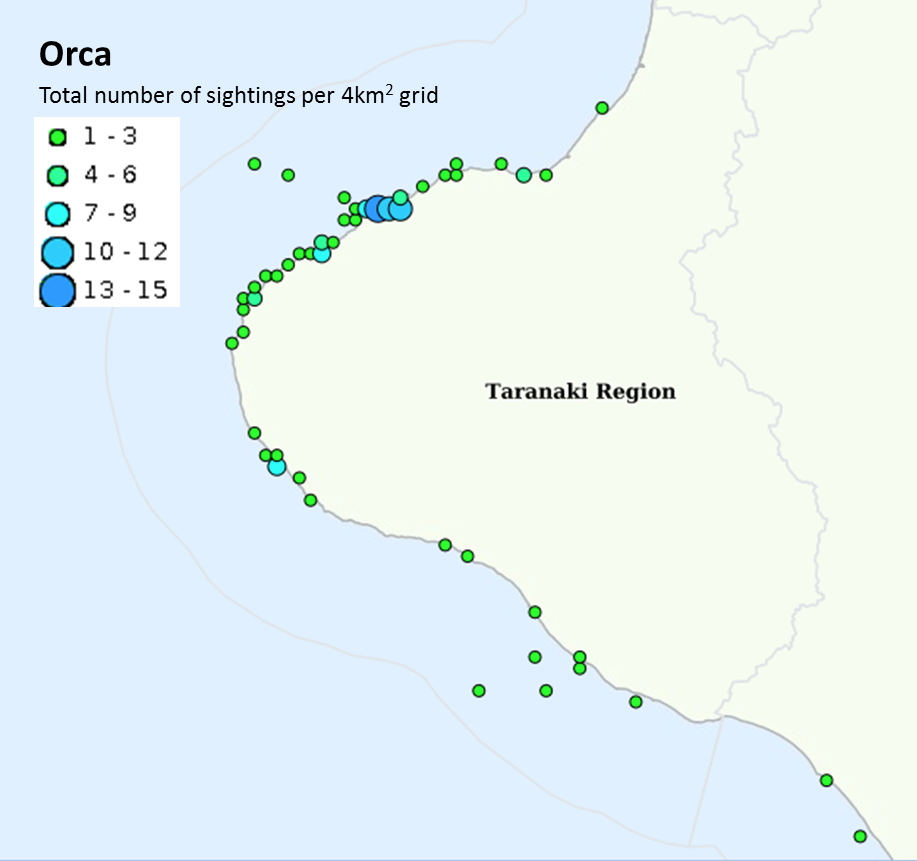 Orca
Total number of sightings per 4km² grid
1 - 3
4 - 6
7 - 9
10 - 12
13 - 15
Taranaki Region